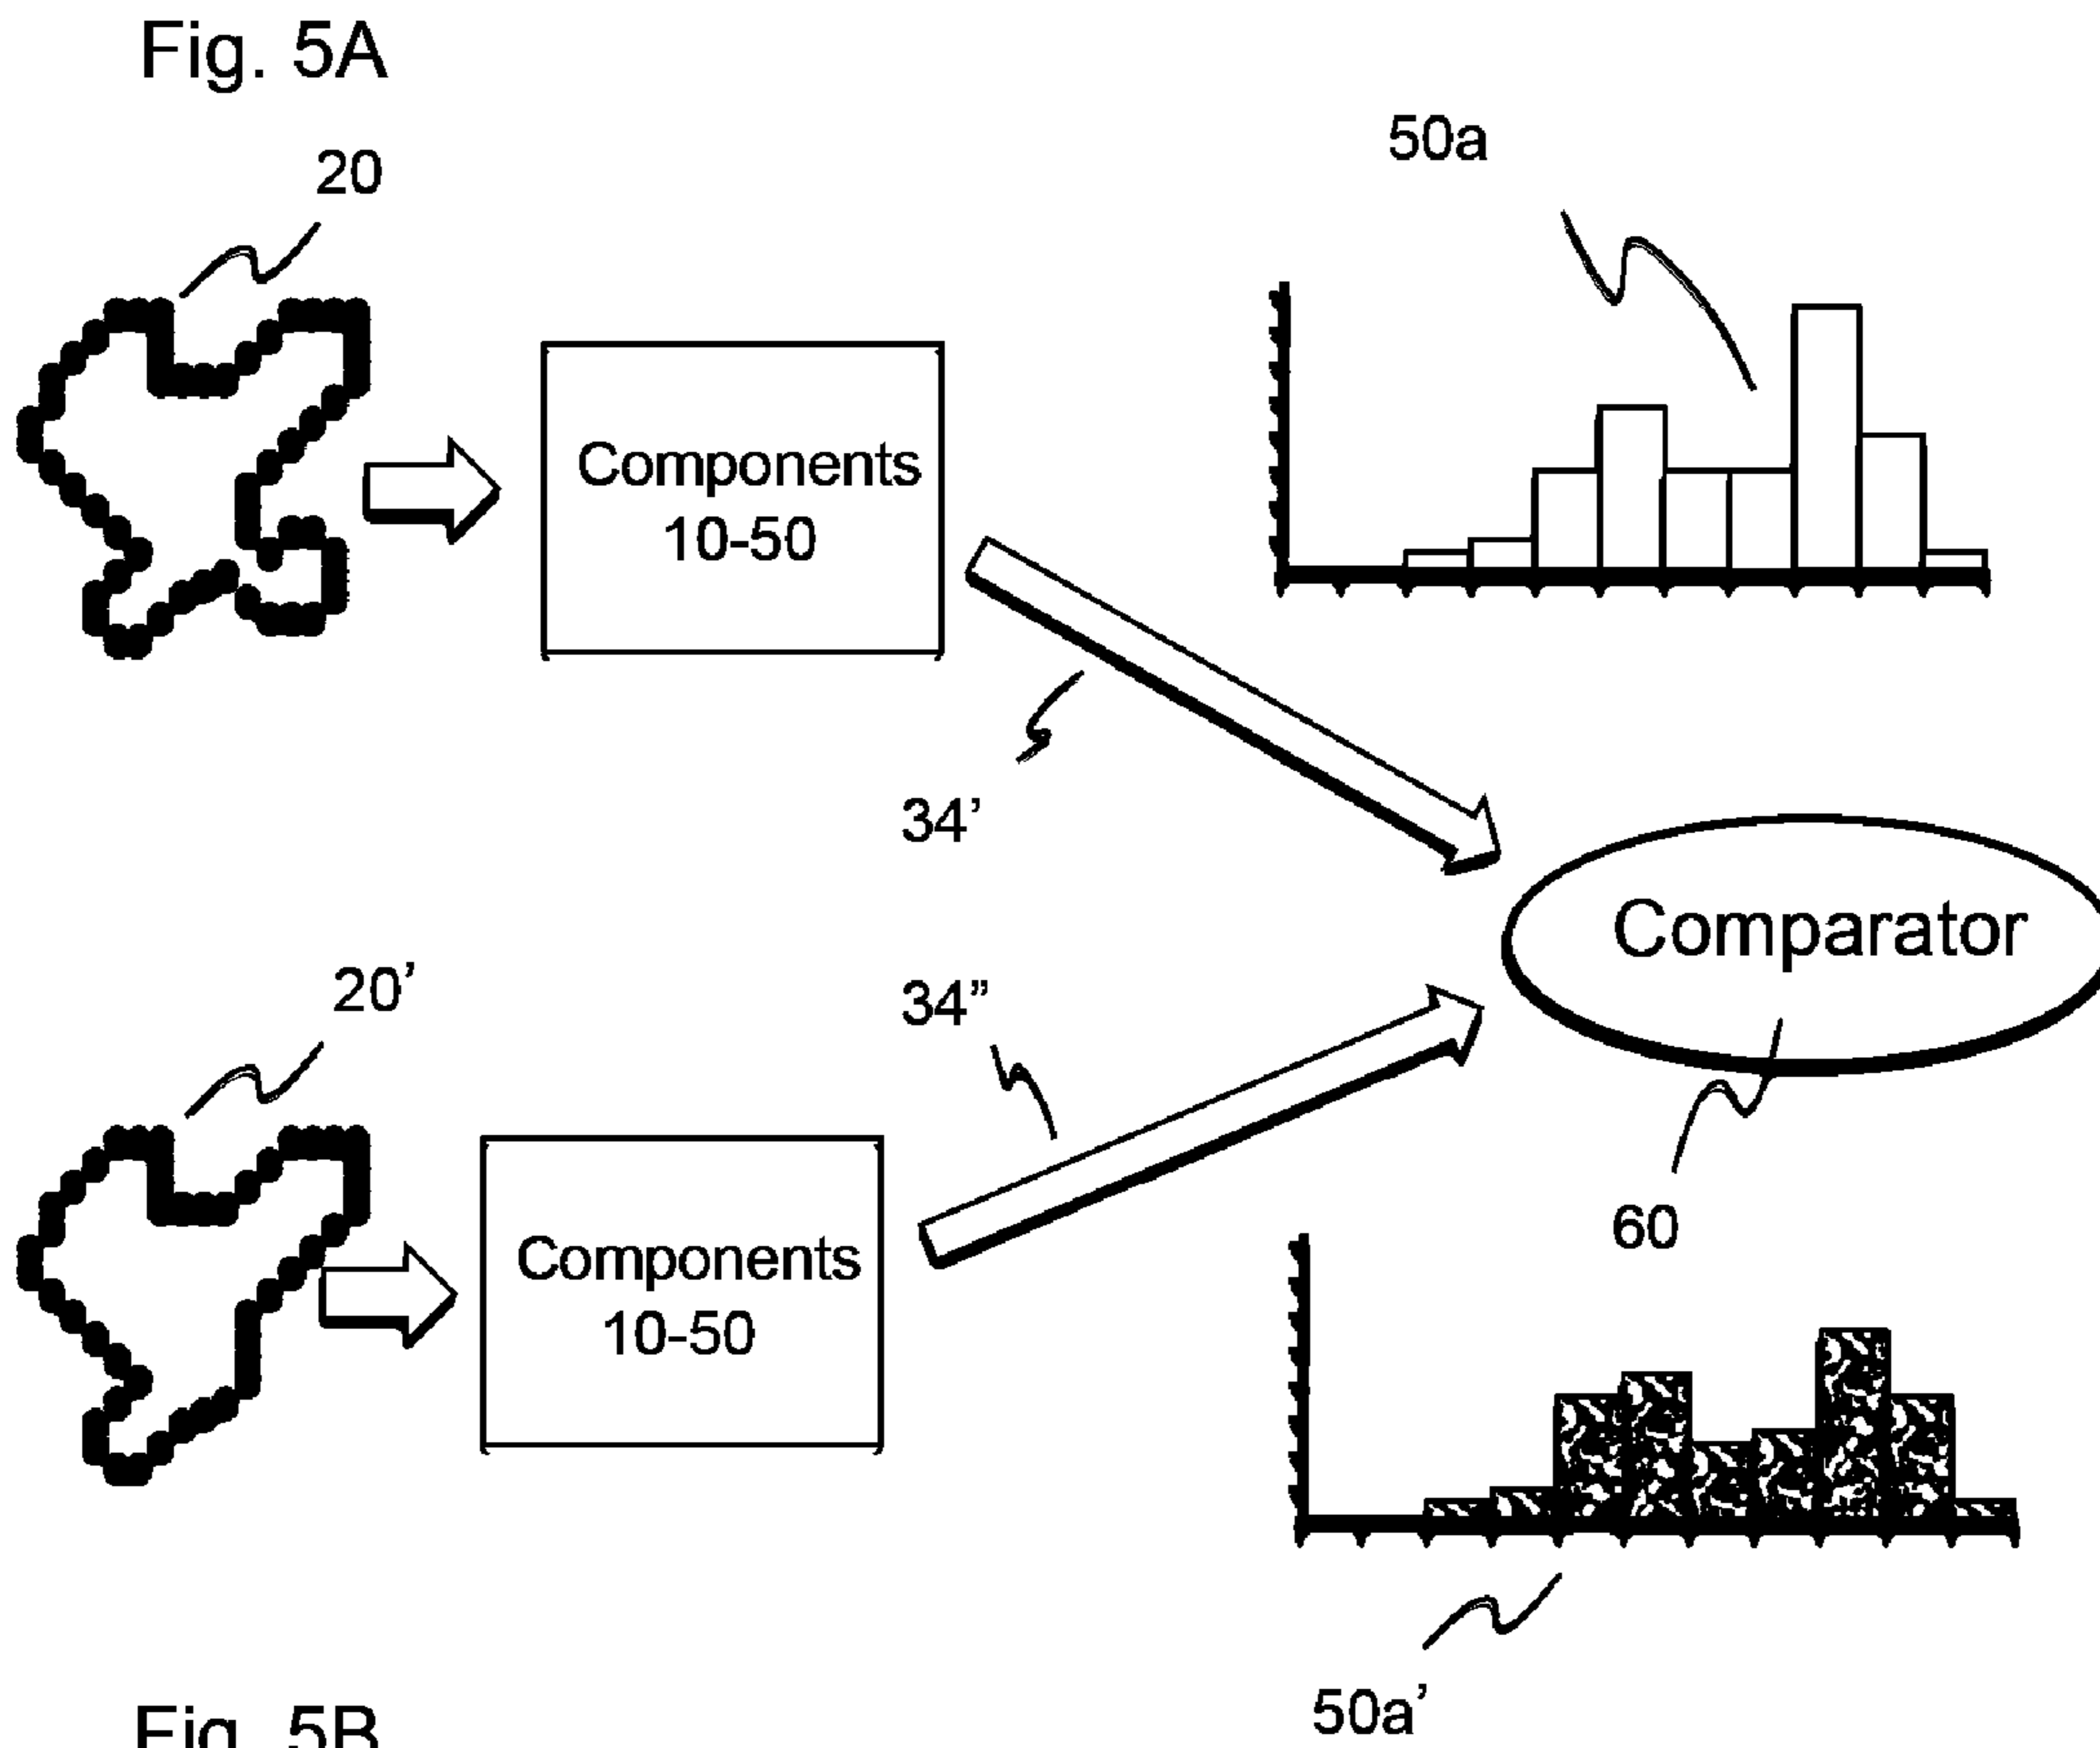 Fig. 5A
20
50a
Components
10-50
34’
Comparator
20’
34”
60
Components
10-50
50a’
Fig. 5B